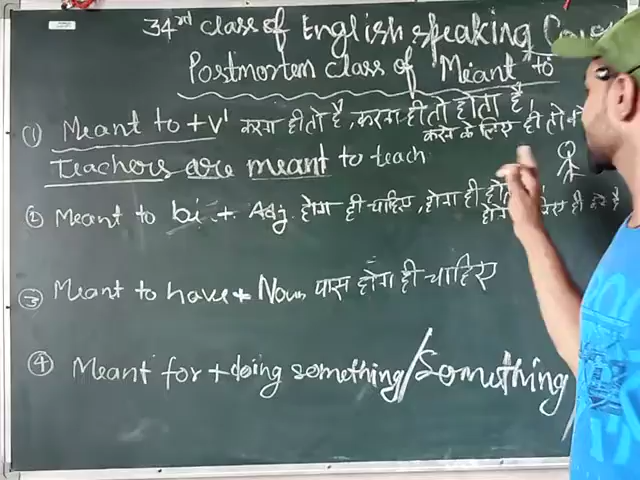 34rd class of English speaking
Postmortem class of Meant to
(1) Meant to +V¹ करना ही तो है, करना ही तो होता है,
करने के लिए ही तो
Teachers are meant to teach
② Meant to be + Adj. होना ही चाहिए, होना ही
③ Meant to have + Noun पास होना ही चाहिए
④ Meant for + doing something/Something